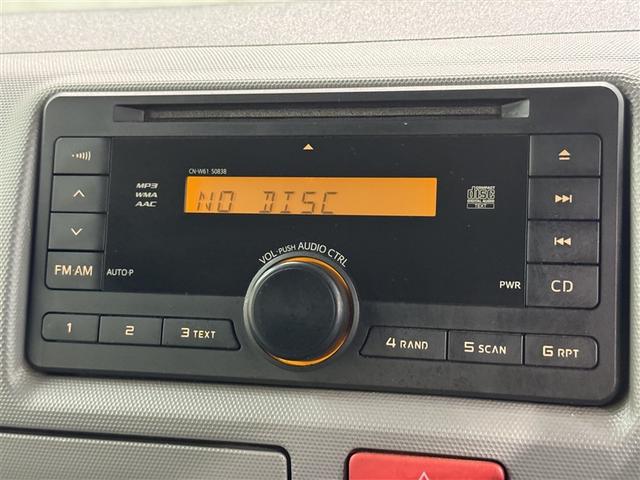 CN-W61 50838
MP3
WMA
AAC
NO DISC
COMPACT
DISC
DIGITAL AUDIO
TEXT
VOL·PUSH AUDIO CTRL
FM·AM
AUTO·P
PWR
CD
1
2
3 TEXT
4 RAND
5 SCAN
6 RPT